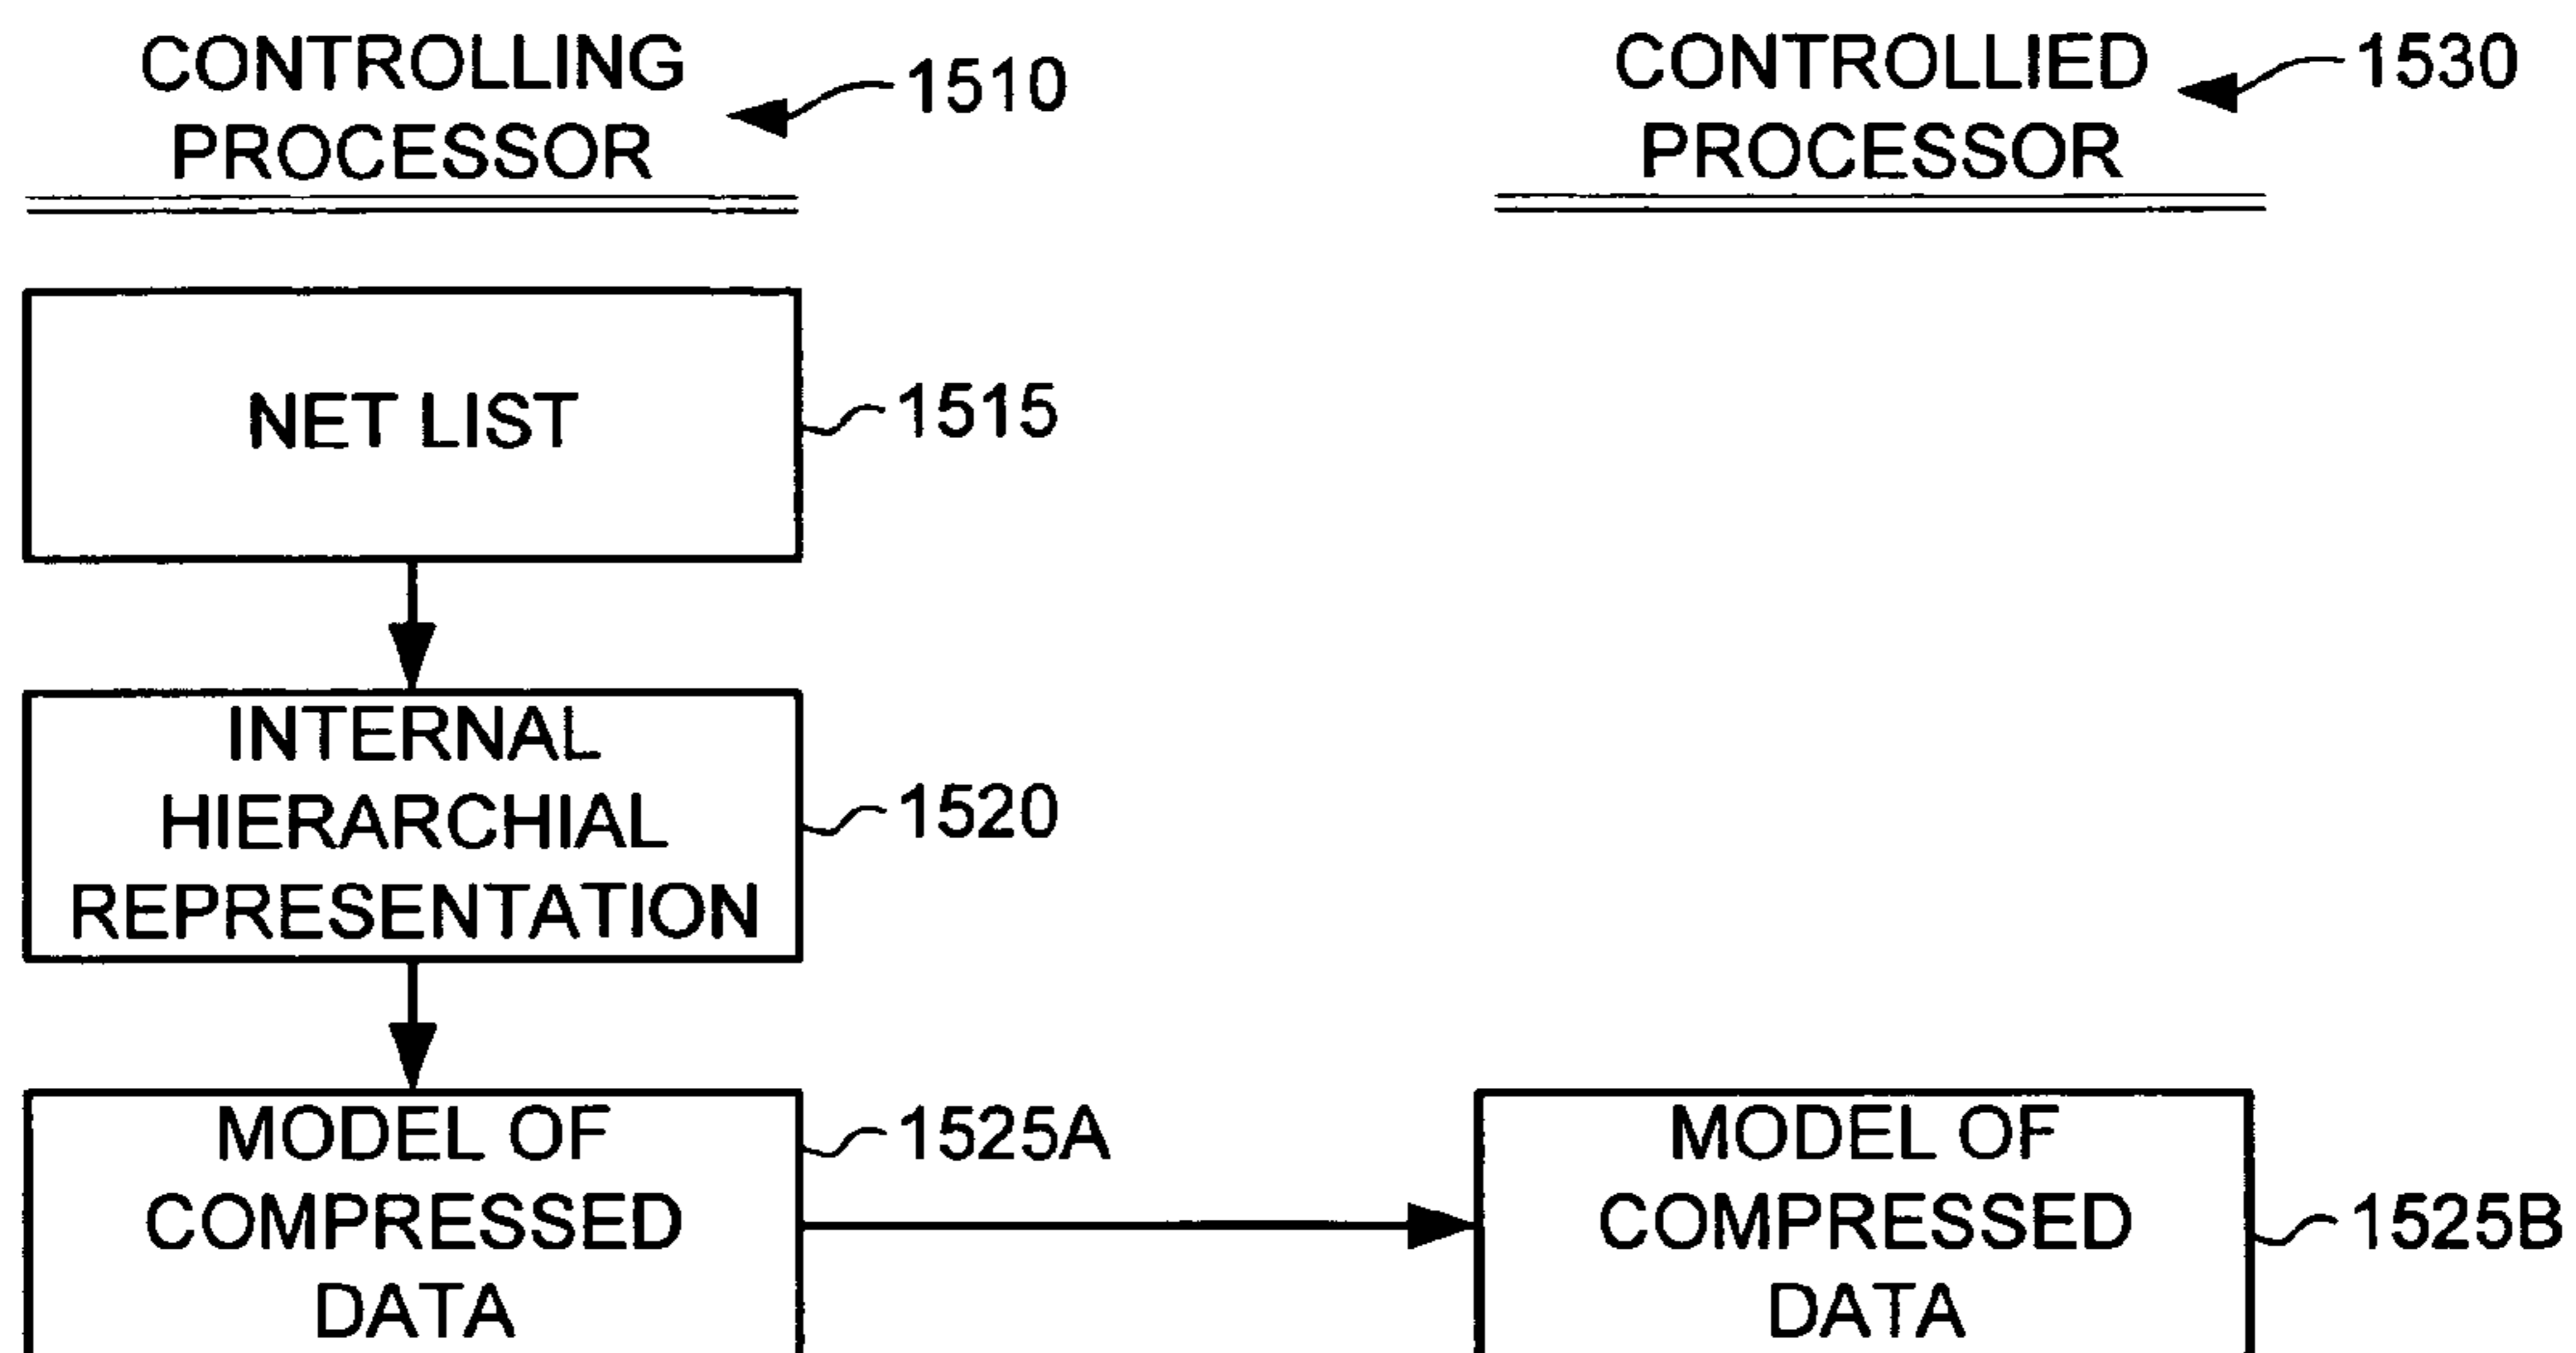 CONTROLLING
PROCESSOR
1510
CONTROLLIED
PROCESSOR
1530
NET LIST
1515
INTERNAL
HIERARCHIAL
REPRESENTATION
1520
MODEL OF
COMPRESSED
DATA
1525A
MODEL OF
COMPRESSED
DATA
1525B